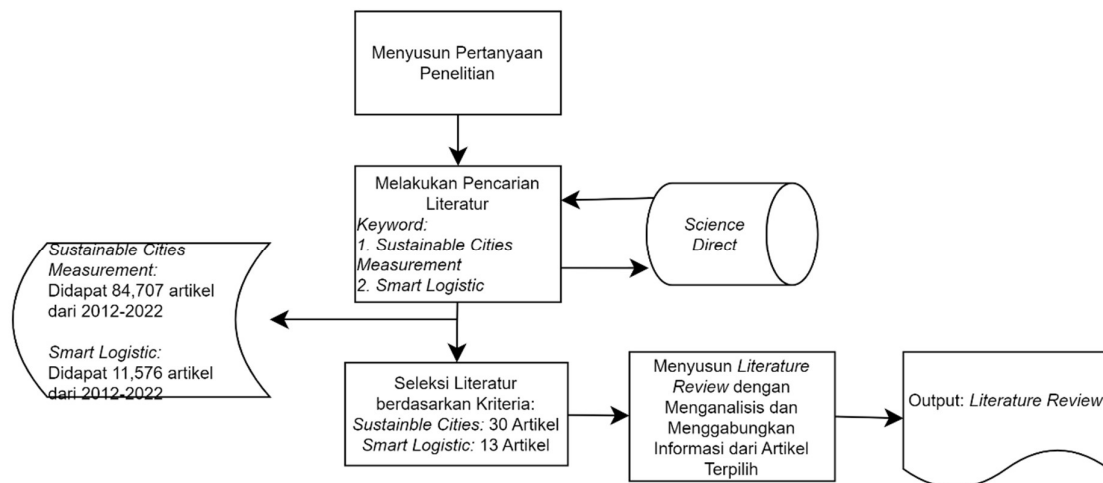 Menyusun Pertanyaan
Penelitian
Melakukan Pencarian
Literatur
Keyword:
1. Sustainable Cities
Measurement
2. Smart Logistic
Science
Direct
Sustainable Cities
Measurement:
Didapat 84,707 artikel
dari 2012-2022
Smart Logistic:
Didapat 11,576 artikel
dari 2012-2022
Seleksi Literatur
berdasarkan Kriteria:
Sustainble Cities: 30 Artikel
Smart Logistic: 13 Artikel
Menyusun Literature
Review dengan
Menganalisis dan
Menggabungkan
Informasi dari Artikel
Terpilih
Output: Literature Review